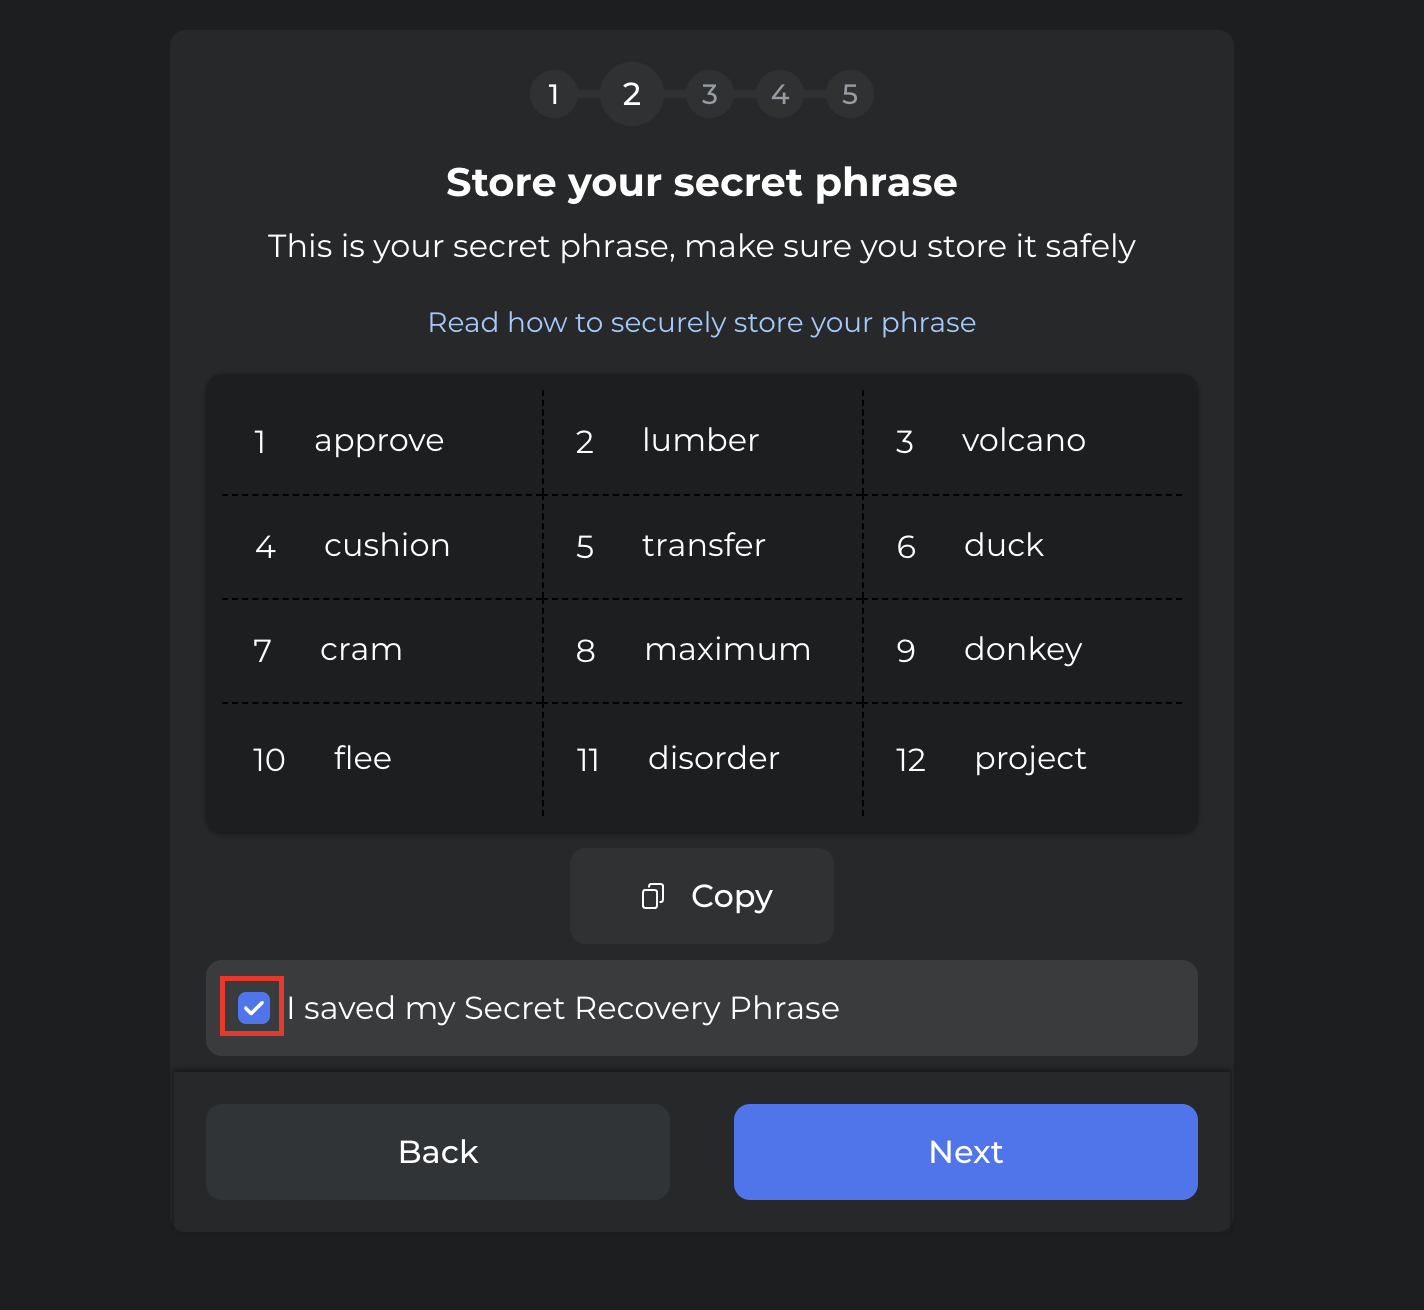 1 2 3 4 5
Store your secret phrase
This is your secret phrase, make sure you store it safely
Read how to securely store your phrase
1 approve 2 lumber 3 volcano
4 cushion 5 transfer 6 duck
7 cram 8 maximum 9 donkey
10 flee 11 disorder 12 project
Copy
I saved my Secret Recovery Phrase
Back Next